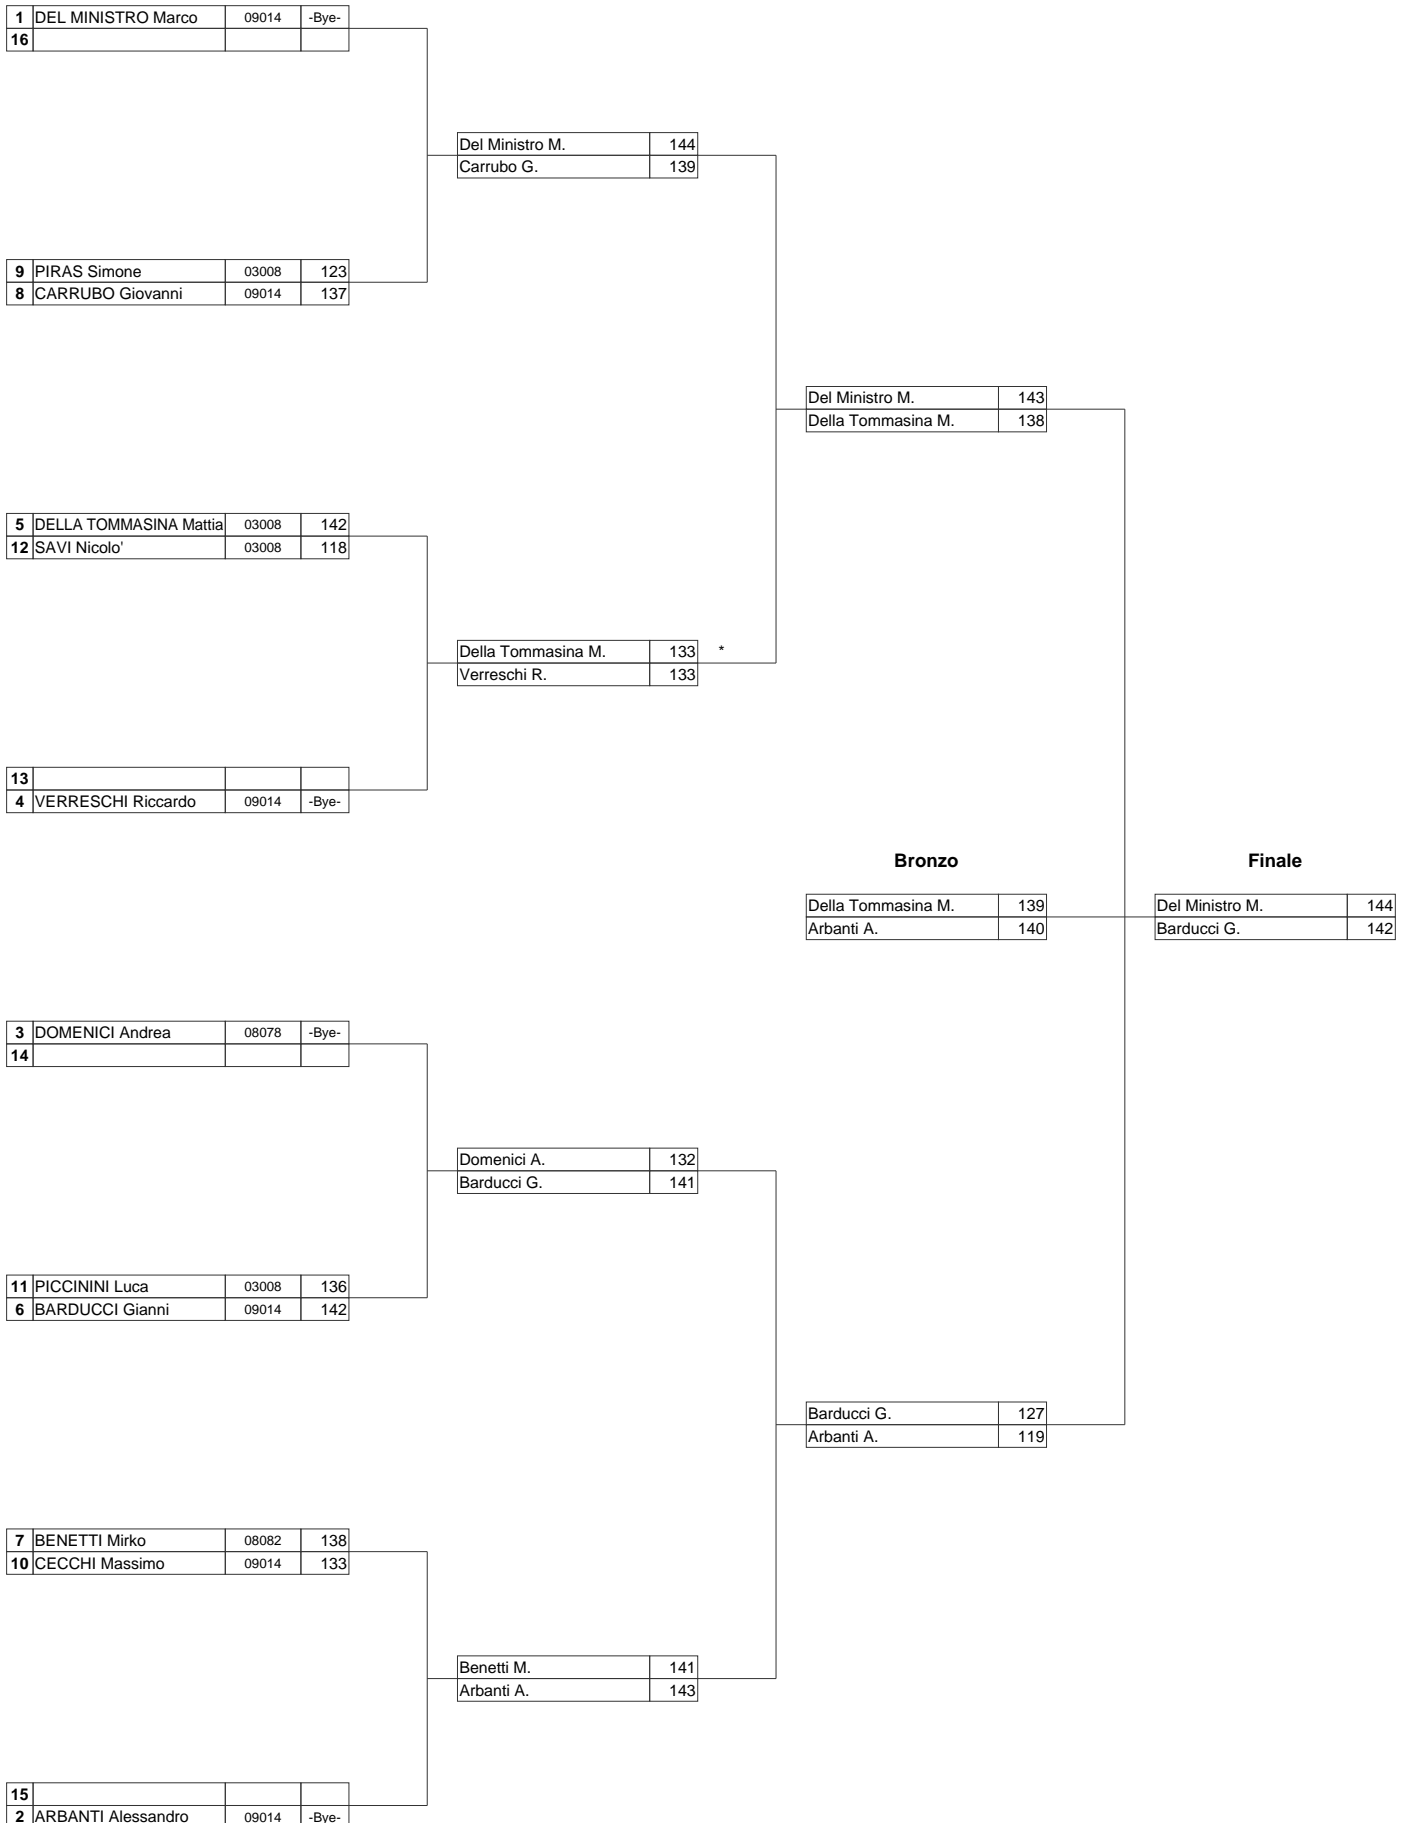 1 DEL MINISTRO Marco 09014 -Bye-
16
Del Ministro M. 144
Carrubo G. 139
9 PIRAS Simone 03008 123
8 CARRUBO Giovanni 09014 137
Del Ministro M. 143
Della Tommasina M. 138
5 DELLA TOMMASINA Mattia 03008 142
12 SAVI Nicolo' 03008 118
Della Tommasina M. 133 *
Verreschi R. 133
13
4 VERRESCHI Riccardo 09014 -Bye-
Bronzo Finale
Della Tommasina M. 139 Del Ministro M. 144
Arbanti A. 140 Barducci G. 142
3 DOMENICI Andrea 08078 -Bye-
14
Domenici A. 132
Barducci G. 141
11 PICCININI Luca 03008 136
6 BARDUCCI Gianni 09014 142
Barducci G. 127
Arbanti A. 119
7 BENETTI Mirko 08082 138
10 CECCHI Massimo 09014 133
Benetti M. 141
Arbanti A. 143
15
2 ARBANTI Alessandro 09014 -Bye-